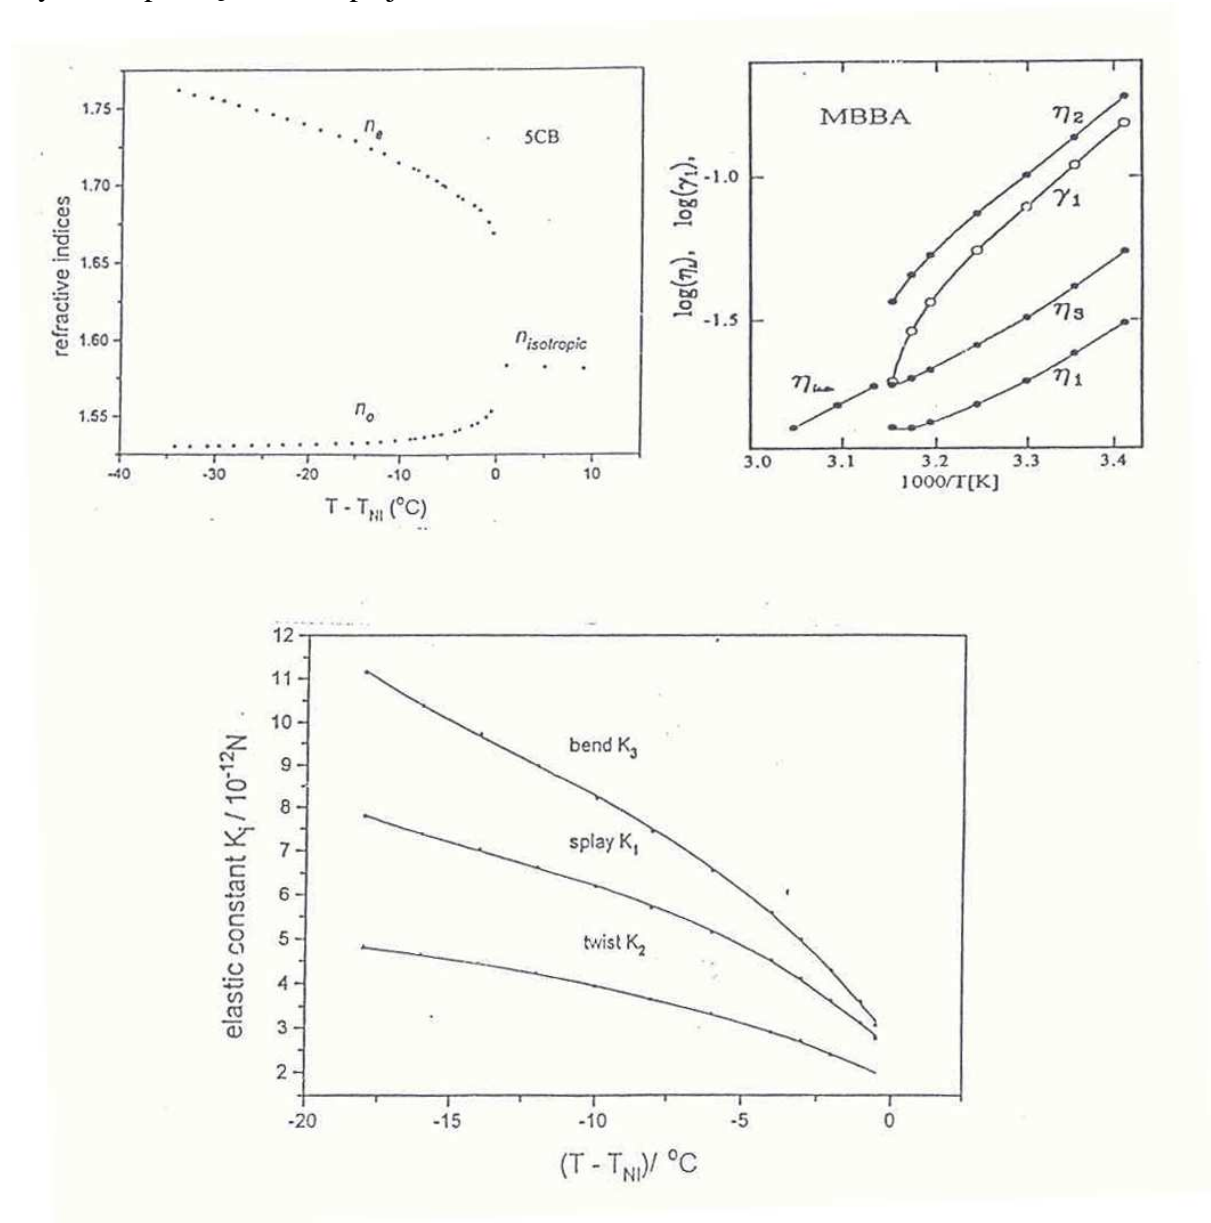 1.75
1.70
1.65
1.60
1.55
refractive indices
n_e
5CB
n_isotropic
n_o
-40 -30 -20 -10 0 10
T - T_NI (°C)
MBBA
log(η_i), log(γ_1),
-1.0
-1.5
η_2
γ_1
η_3
η_1
3.0 3.1 3.2 3.3 3.4
1000/T[K]
12
11
10
9
8
7
6
5
4
3
2
elastic constant K_i / 10^-12 N
bend K_3
splay K_1
twist K_2
-20 -15 -10 -5 0
(T - T_NI)/ °C